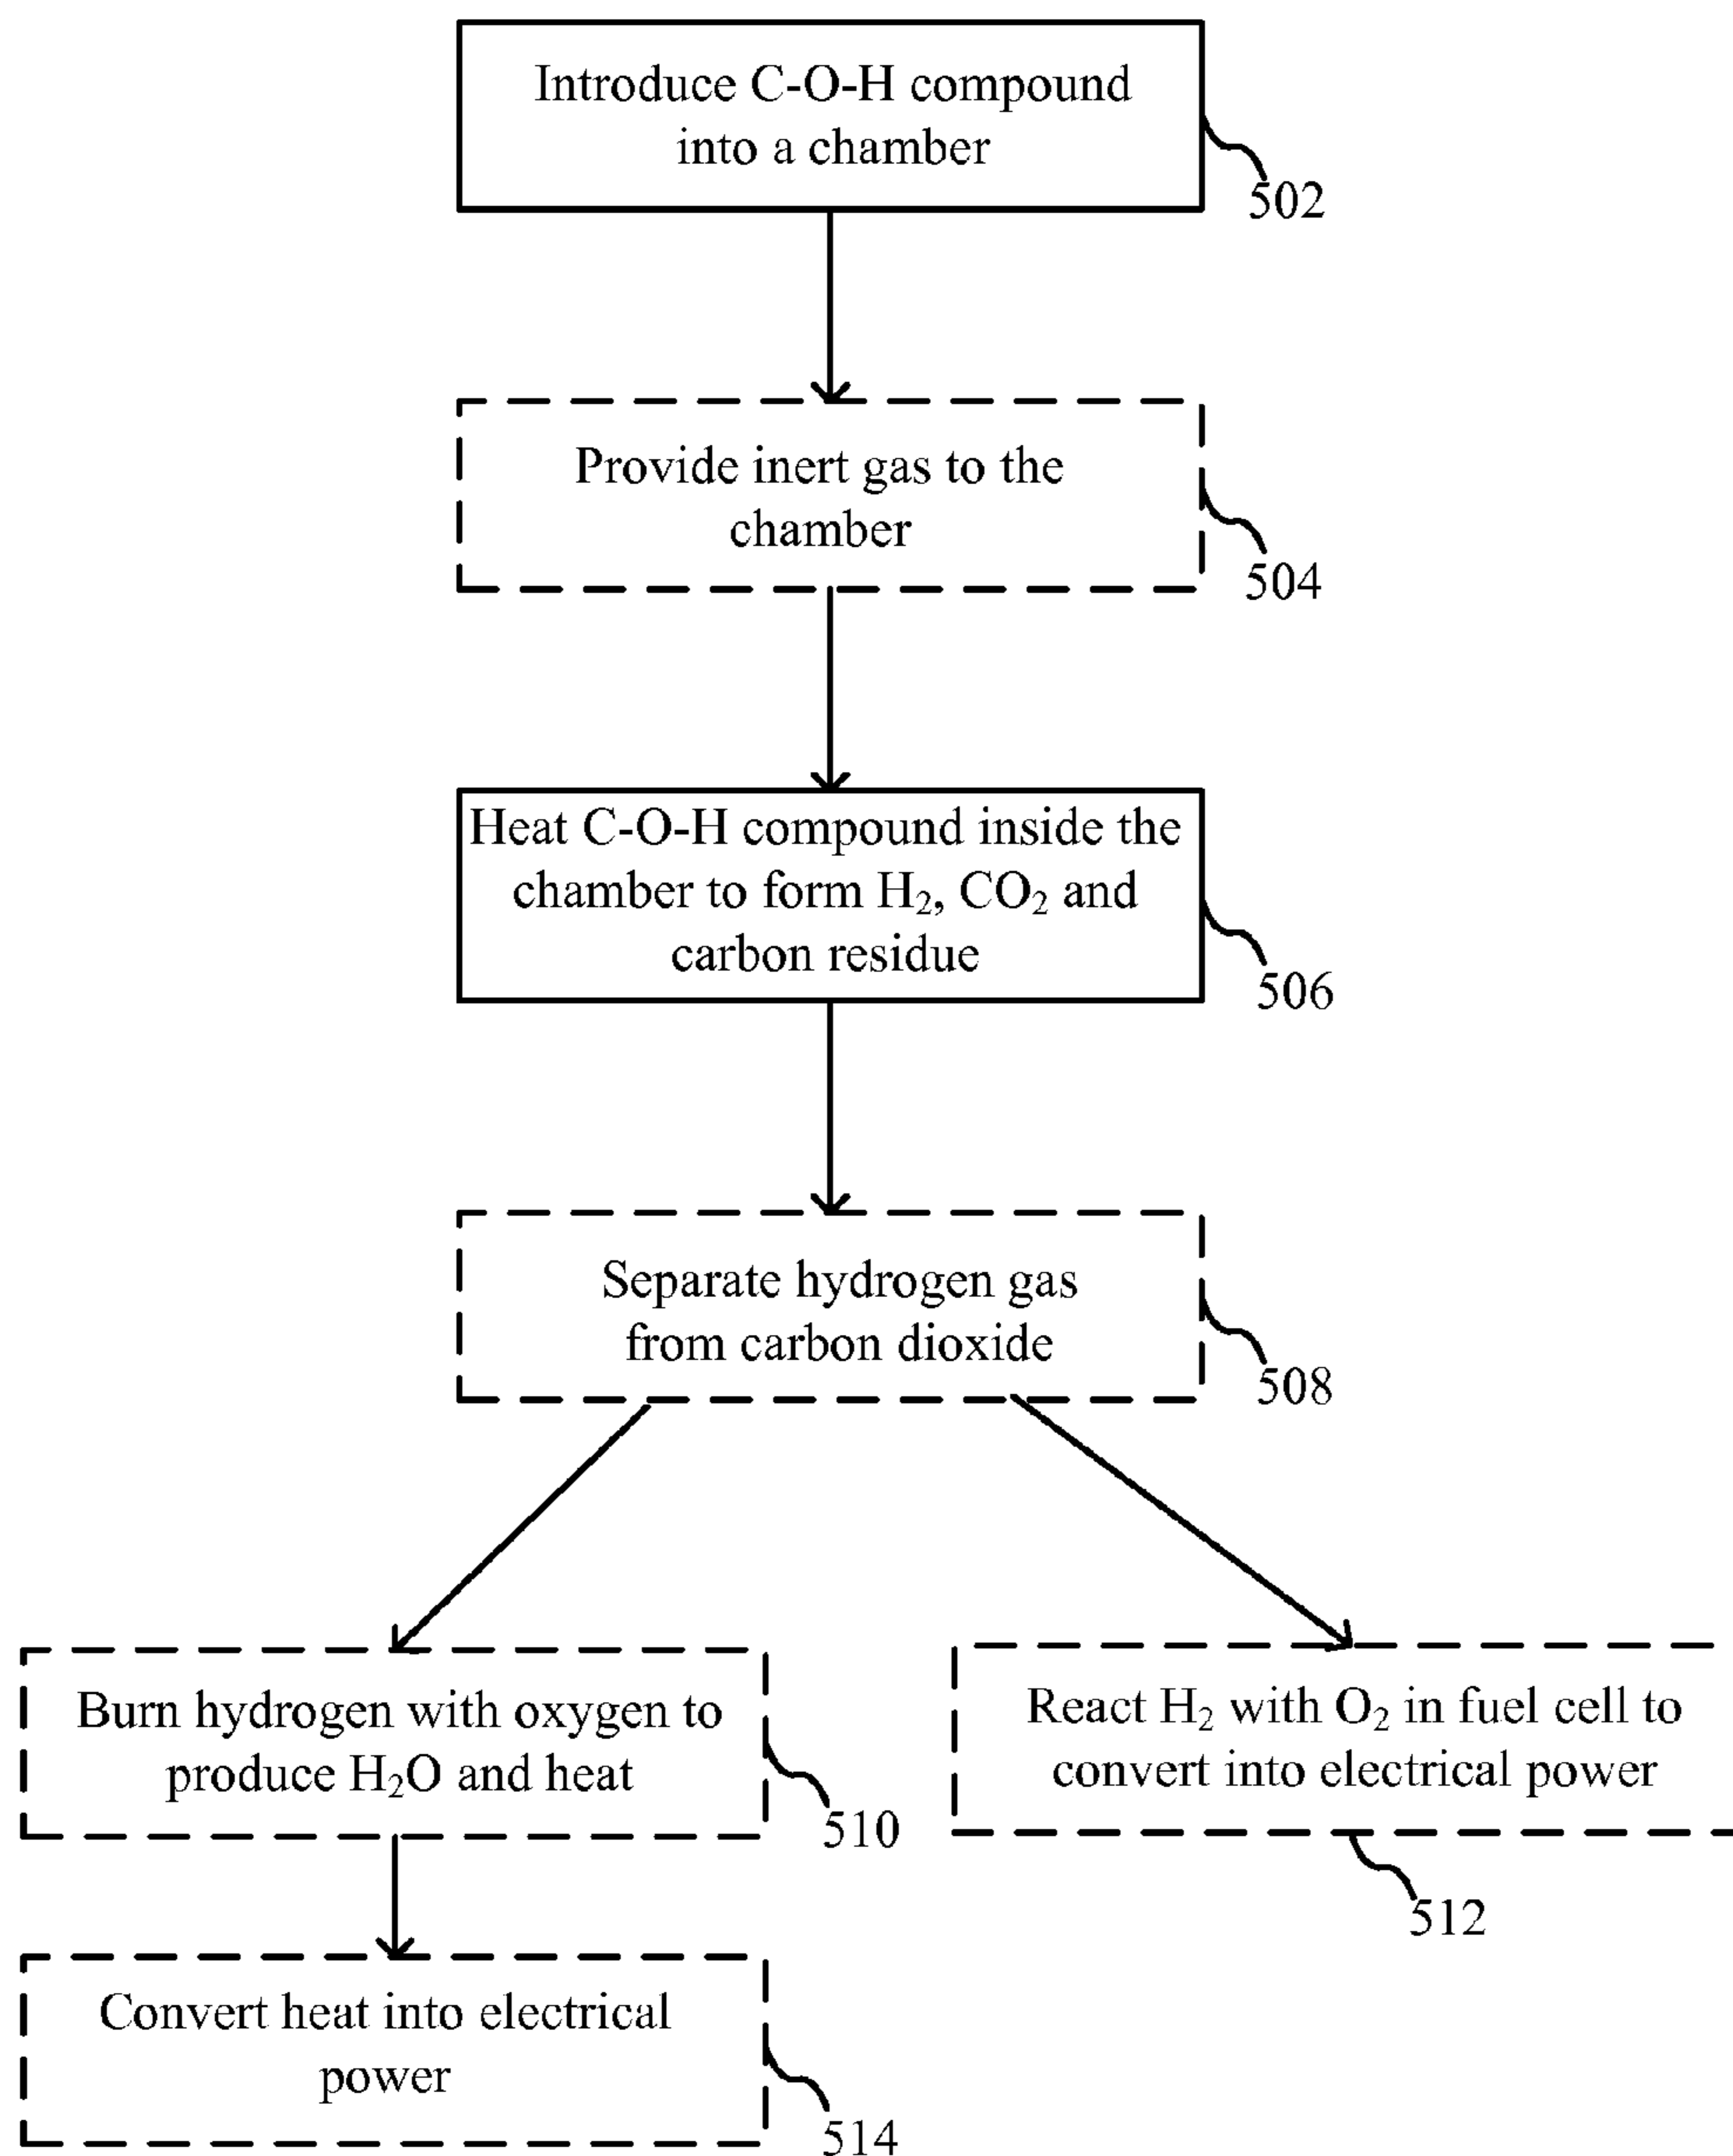 Introduce C-O-H compound
into a chamber
502
Provide inert gas to the
chamber
504
Heat C-O-H compound inside the
chamber to form H₂, CO₂ and
carbon residue
506
Separate hydrogen gas
from carbon dioxide
508
Burn hydrogen with oxygen to
produce H₂O and heat
510
React H₂ with O₂ in fuel cell to
convert into electrical power
512
Convert heat into electrical
power
514